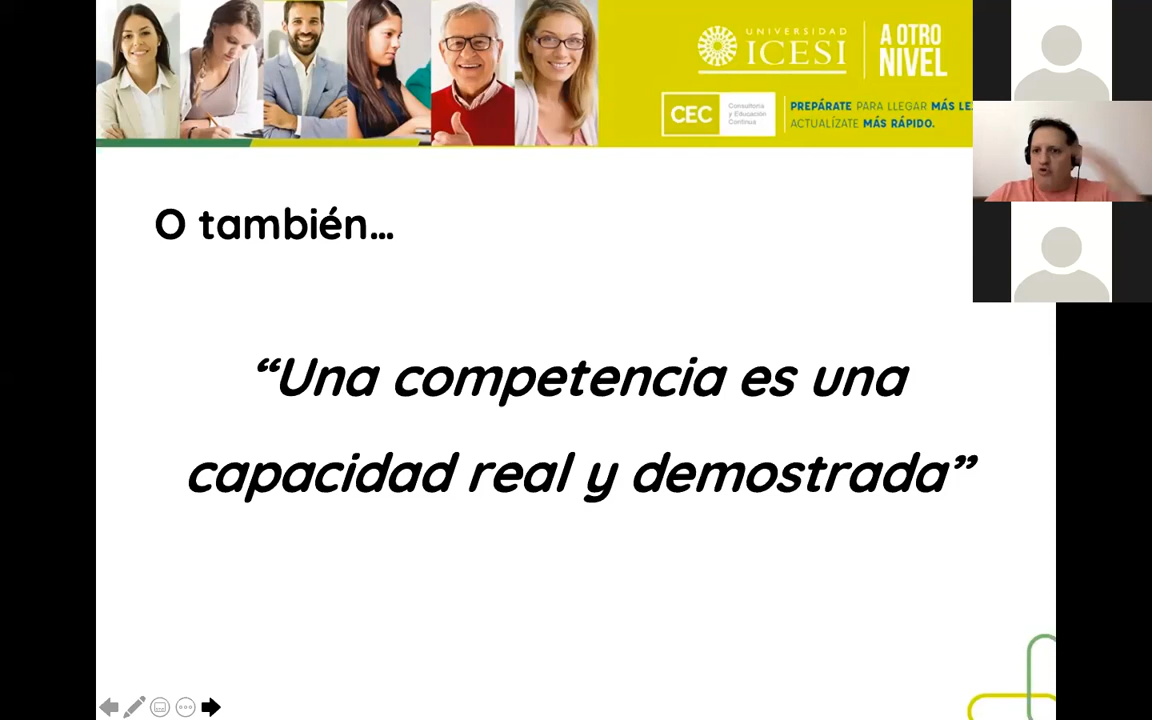 UNIVERSIDAD
ICESI
A OTRO
NIVEL
CEC
Consultoría
y Educación
Continua
PREPÁRATE PARA LLEGAR MÁS LE
ACTUALÍZATE MÁS RÁPIDO.
O también...
“Una competencia es una
capacidad real y demostrada”